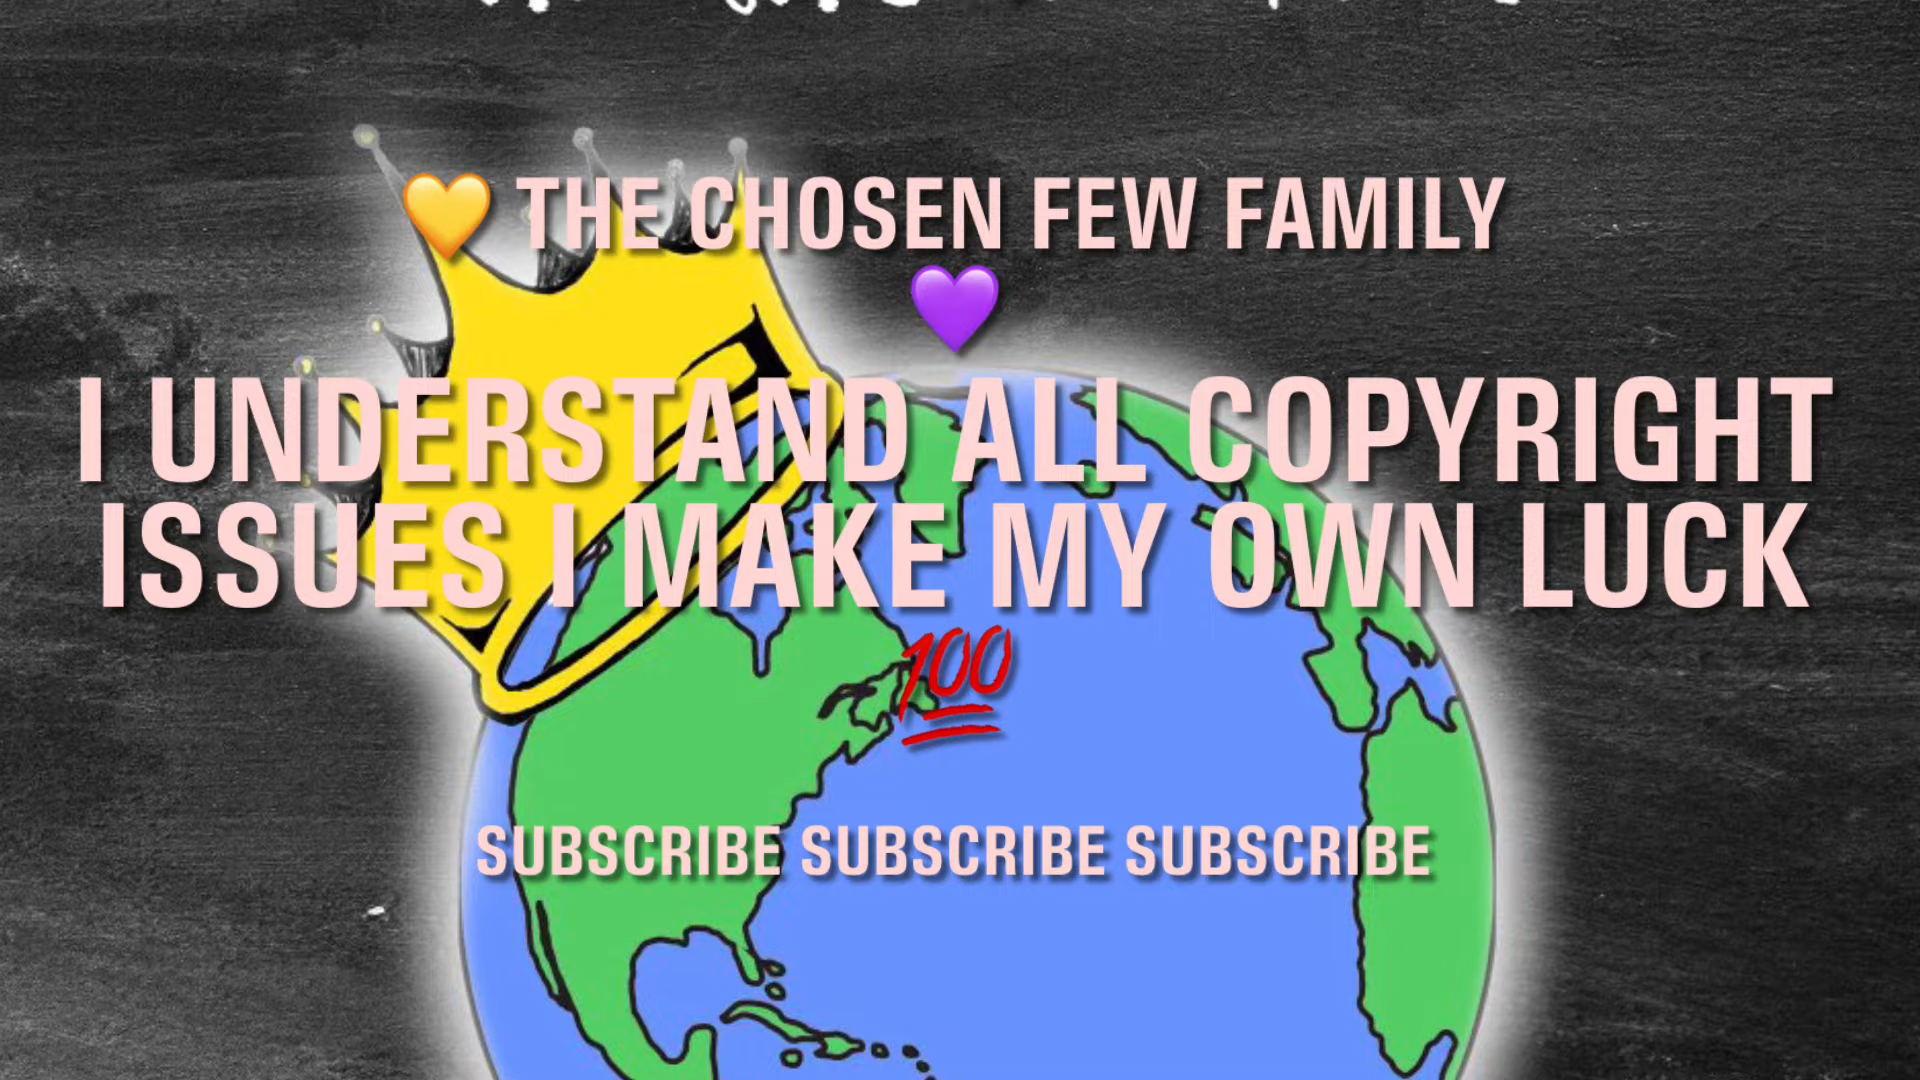 🧡 THE CHOSEN FEW FAMILY
💜
I UNDERSTAND ALL COPYRIGHT
ISSUES I MAKE MY OWN LUCK
💯
SUBSCRIBE SUBSCRIBE SUBSCRIBE